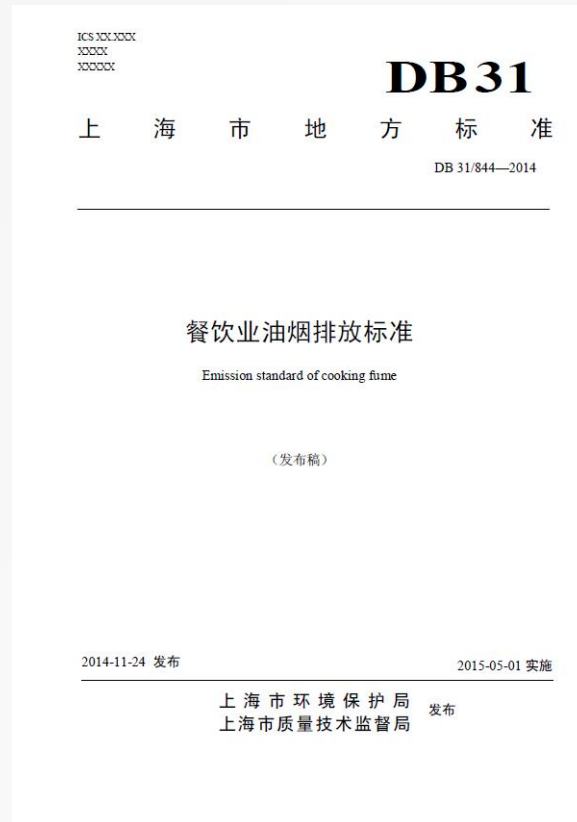 ICS XX.XXX
XXXX
XXXXX
DB31
上海市地方标准
DB 31/844—2014
餐饮业油烟排放标准
Emission standard of cooking fume
（发布稿）
2014-11-24 发布
2015-05-01 实施
上海市环境保护局
上海市质量技术监督局
发布